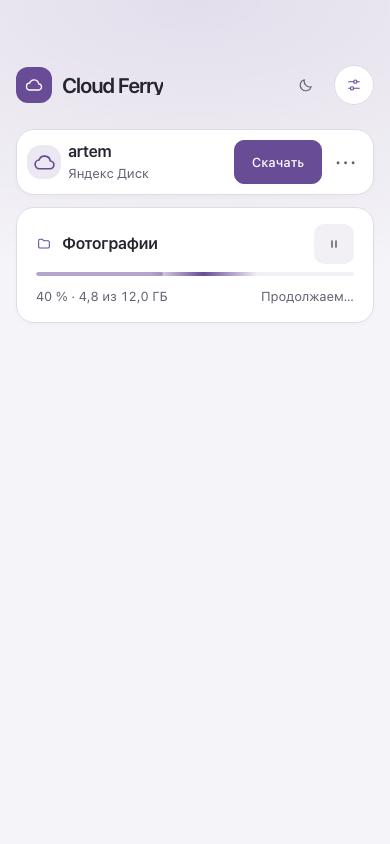 Cloud Ferry
artem
Яндекс Диск
Скачать
Фотографии
40 % · 4,8 из 12,0 ГБ
Продолжаем…